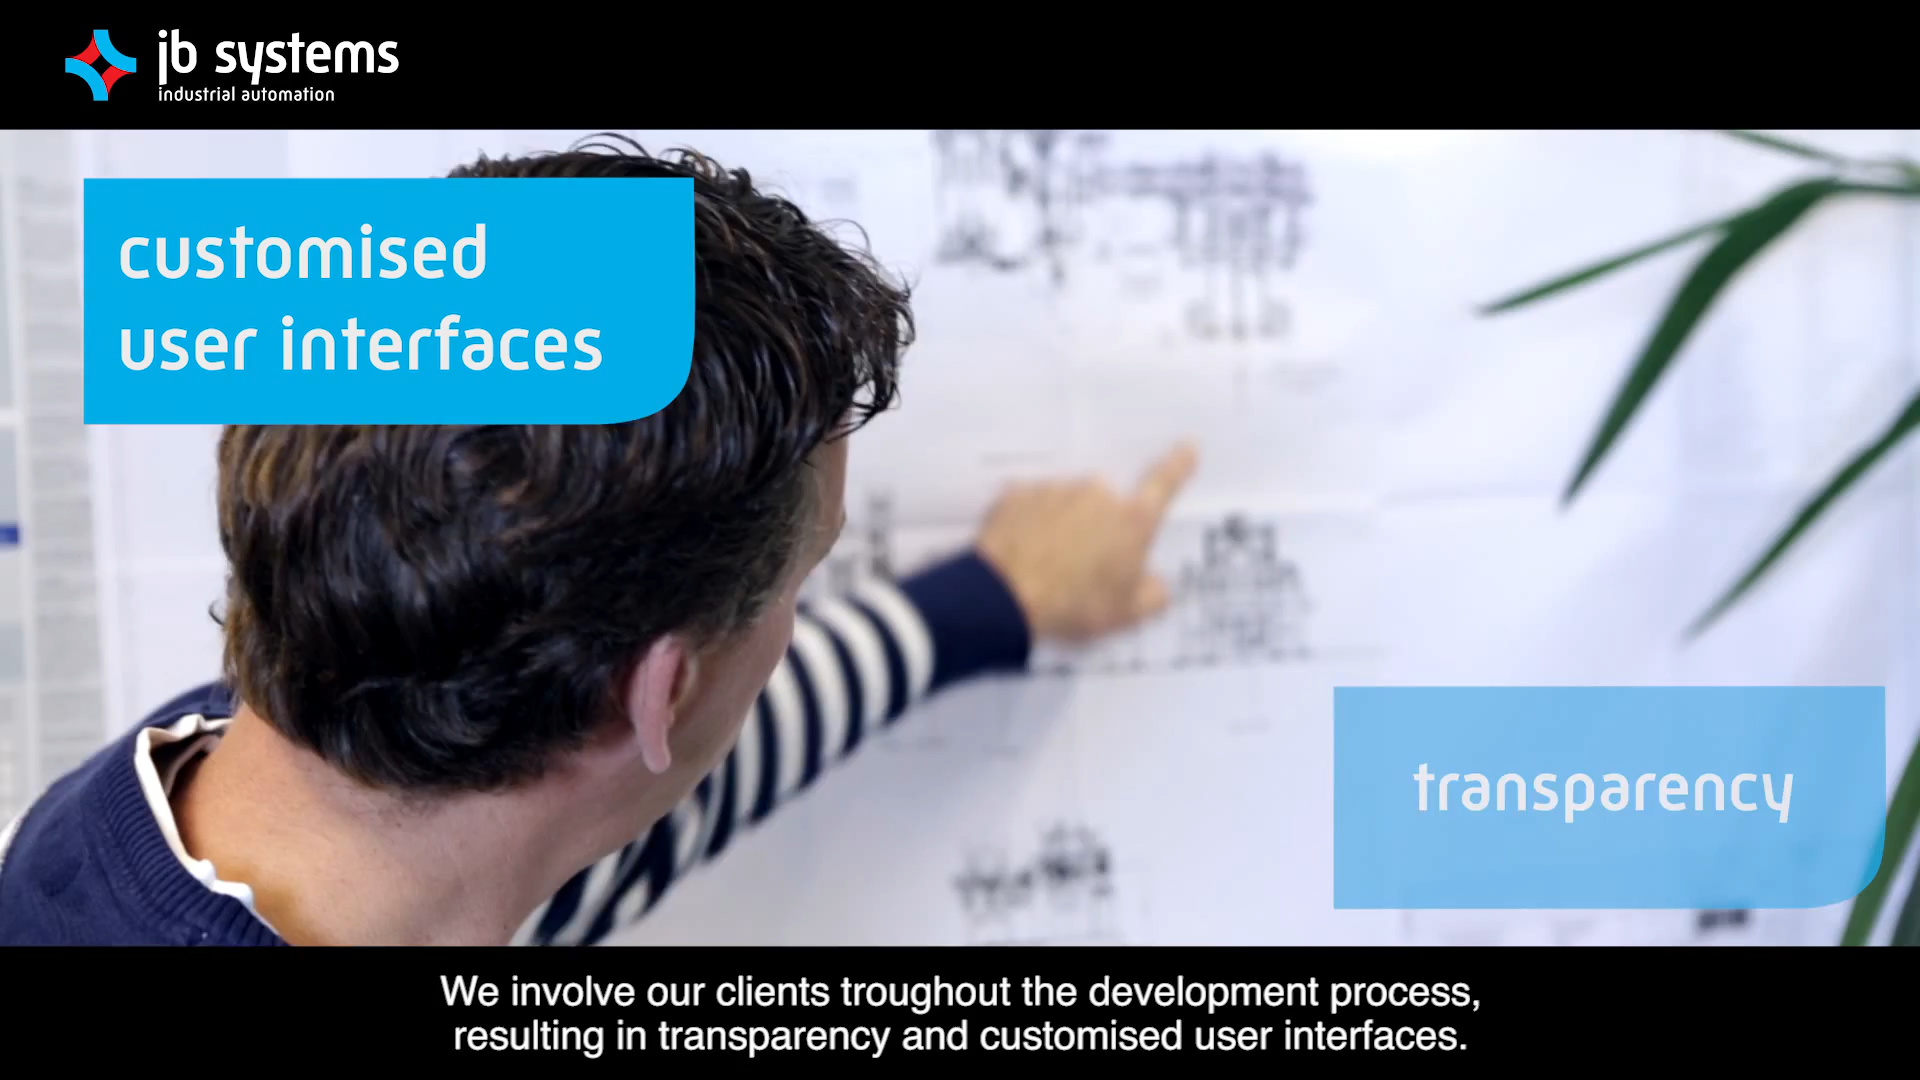 jb systems
industrial automation
customised
user interfaces
transparency
We involve our clients troughout the development process,
resulting in transparency and customised user interfaces.